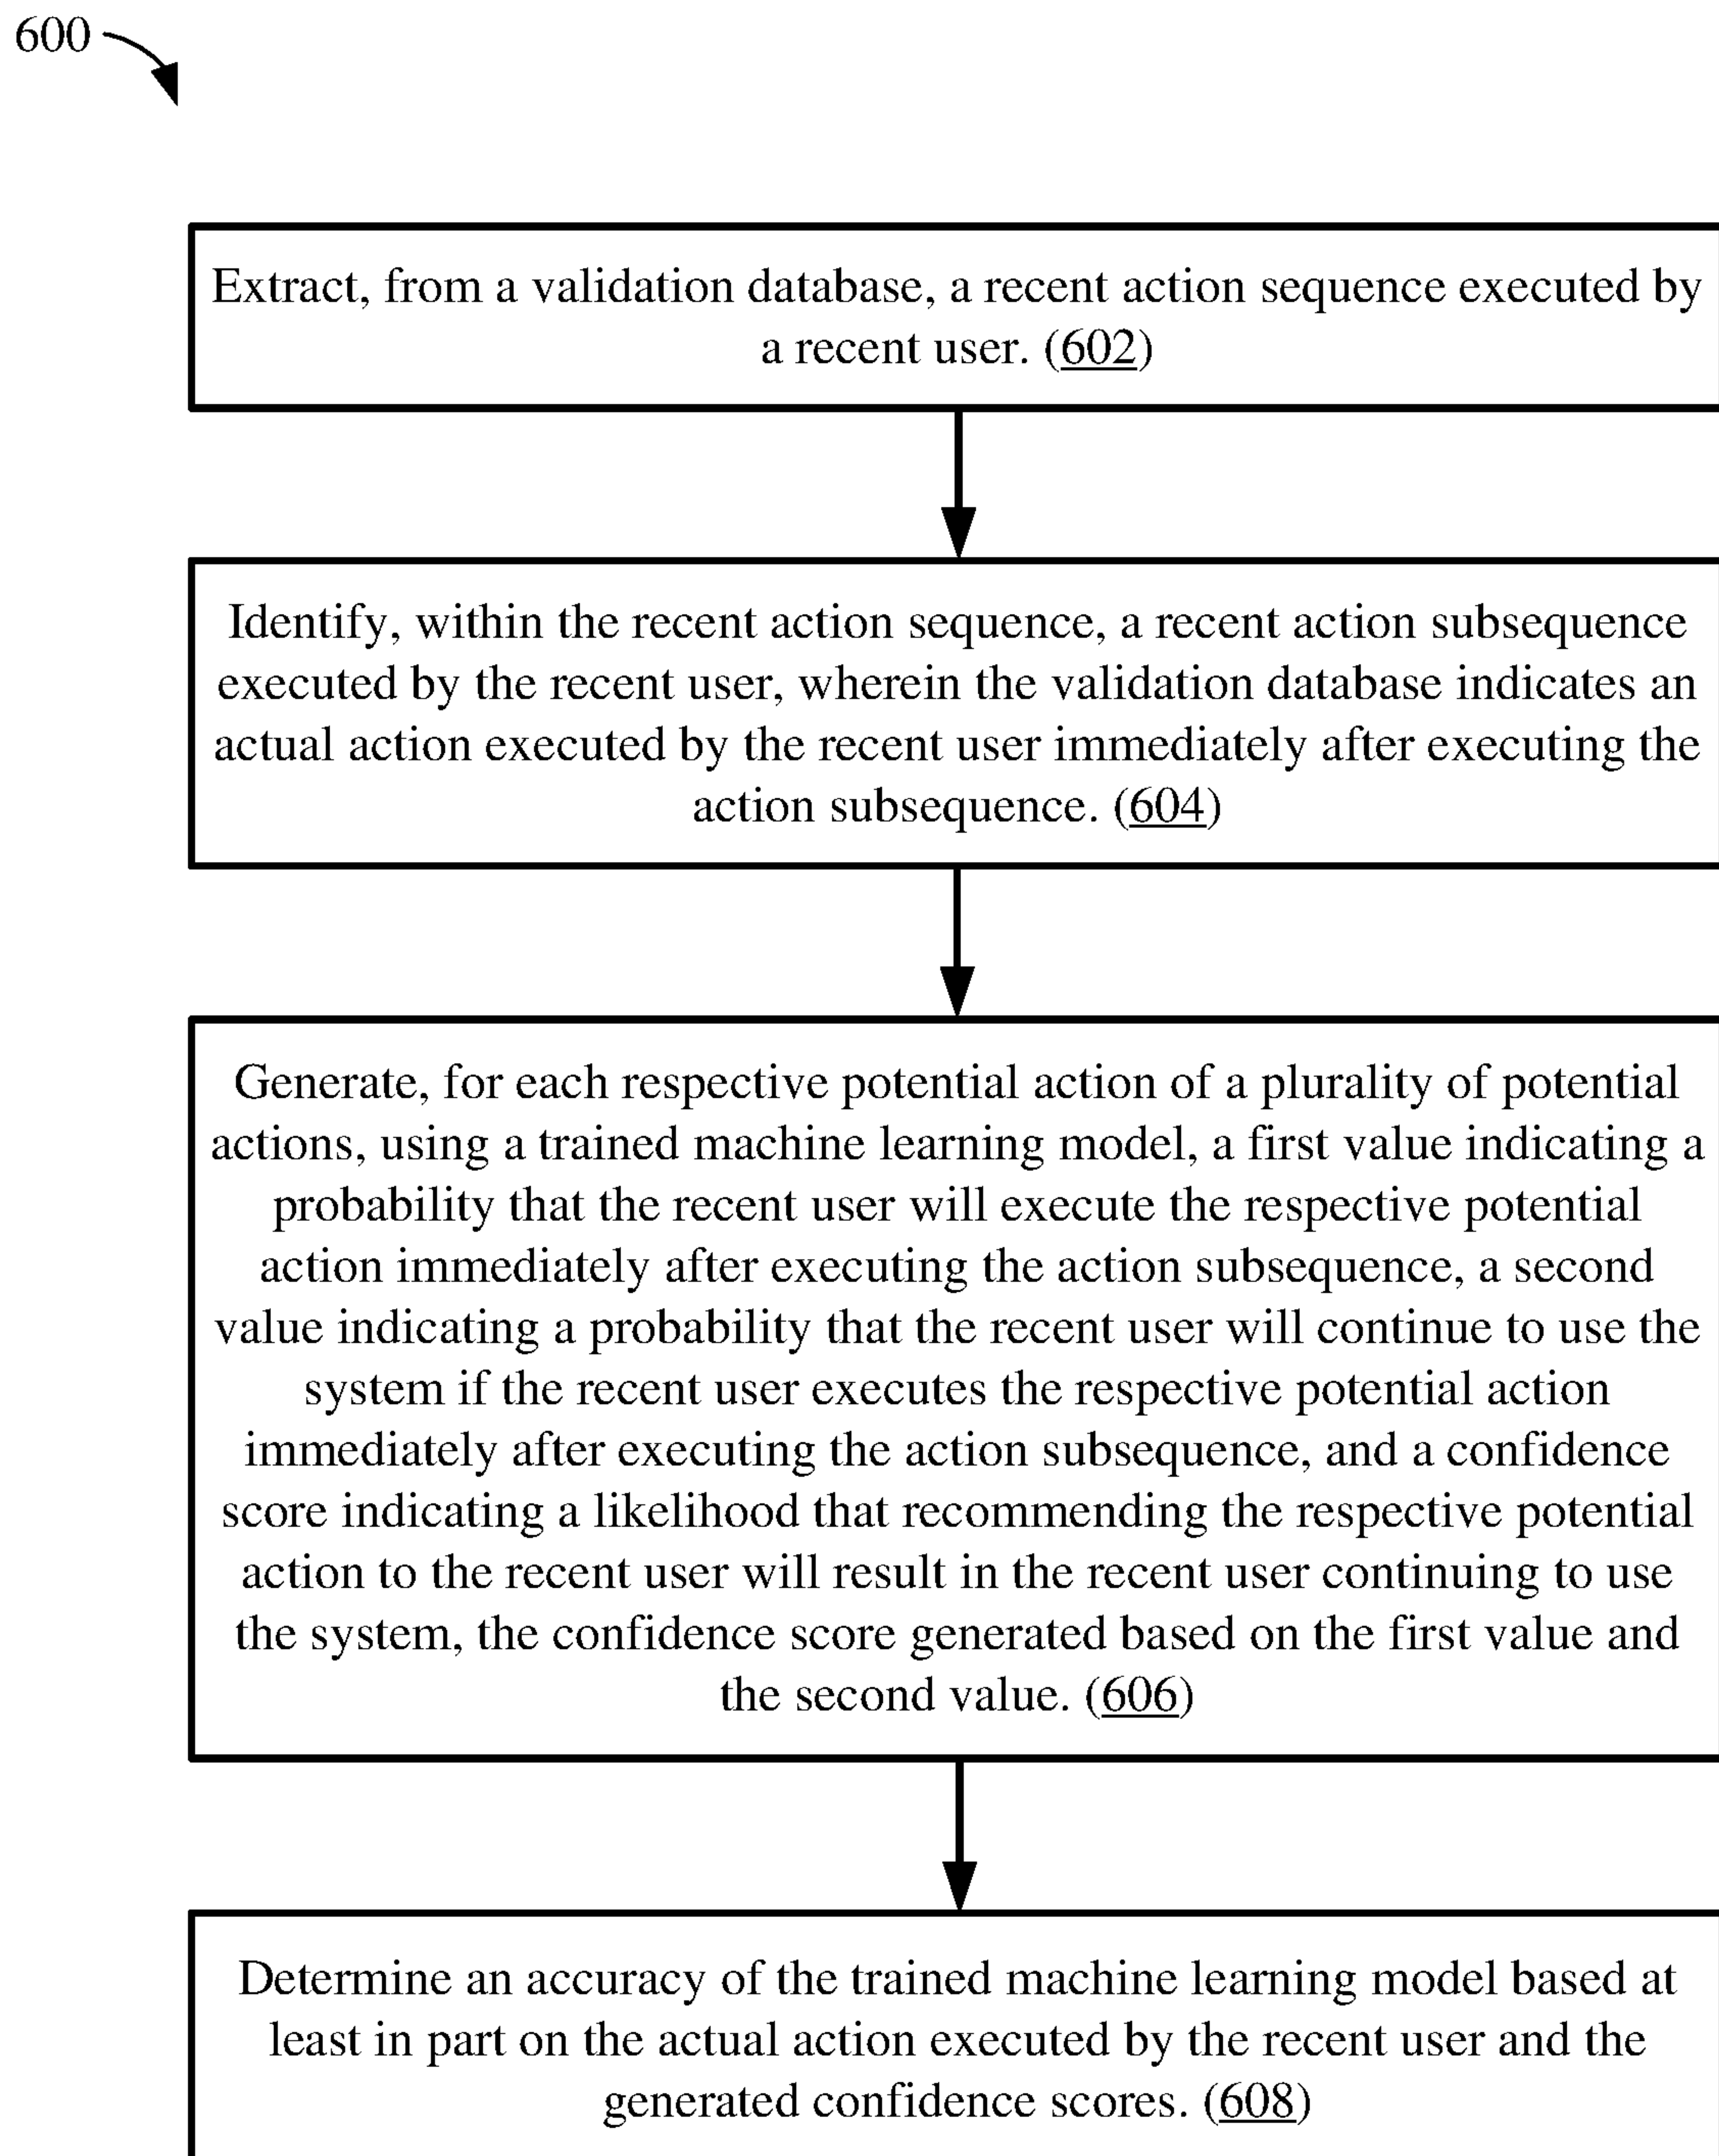 600
Extract, from a validation database, a recent action sequence executed by
a recent user. (602)
Identify, within the recent action sequence, a recent action subsequence
executed by the recent user, wherein the validation database indicates an
actual action executed by the recent user immediately after executing the
action subsequence. (604)
Generate, for each respective potential action of a plurality of potential
actions, using a trained machine learning model, a first value indicating a
probability that the recent user will execute the respective potential
action immediately after executing the action subsequence, a second
value indicating a probability that the recent user will continue to use the
system if the recent user executes the respective potential action
immediately after executing the action subsequence, and a confidence
score indicating a likelihood that recommending the respective potential
action to the recent user will result in the recent user continuing to use
the system, the confidence score generated based on the first value and
the second value. (606)
Determine an accuracy of the trained machine learning model based at
least in part on the actual action executed by the recent user and the
generated confidence scores. (608)